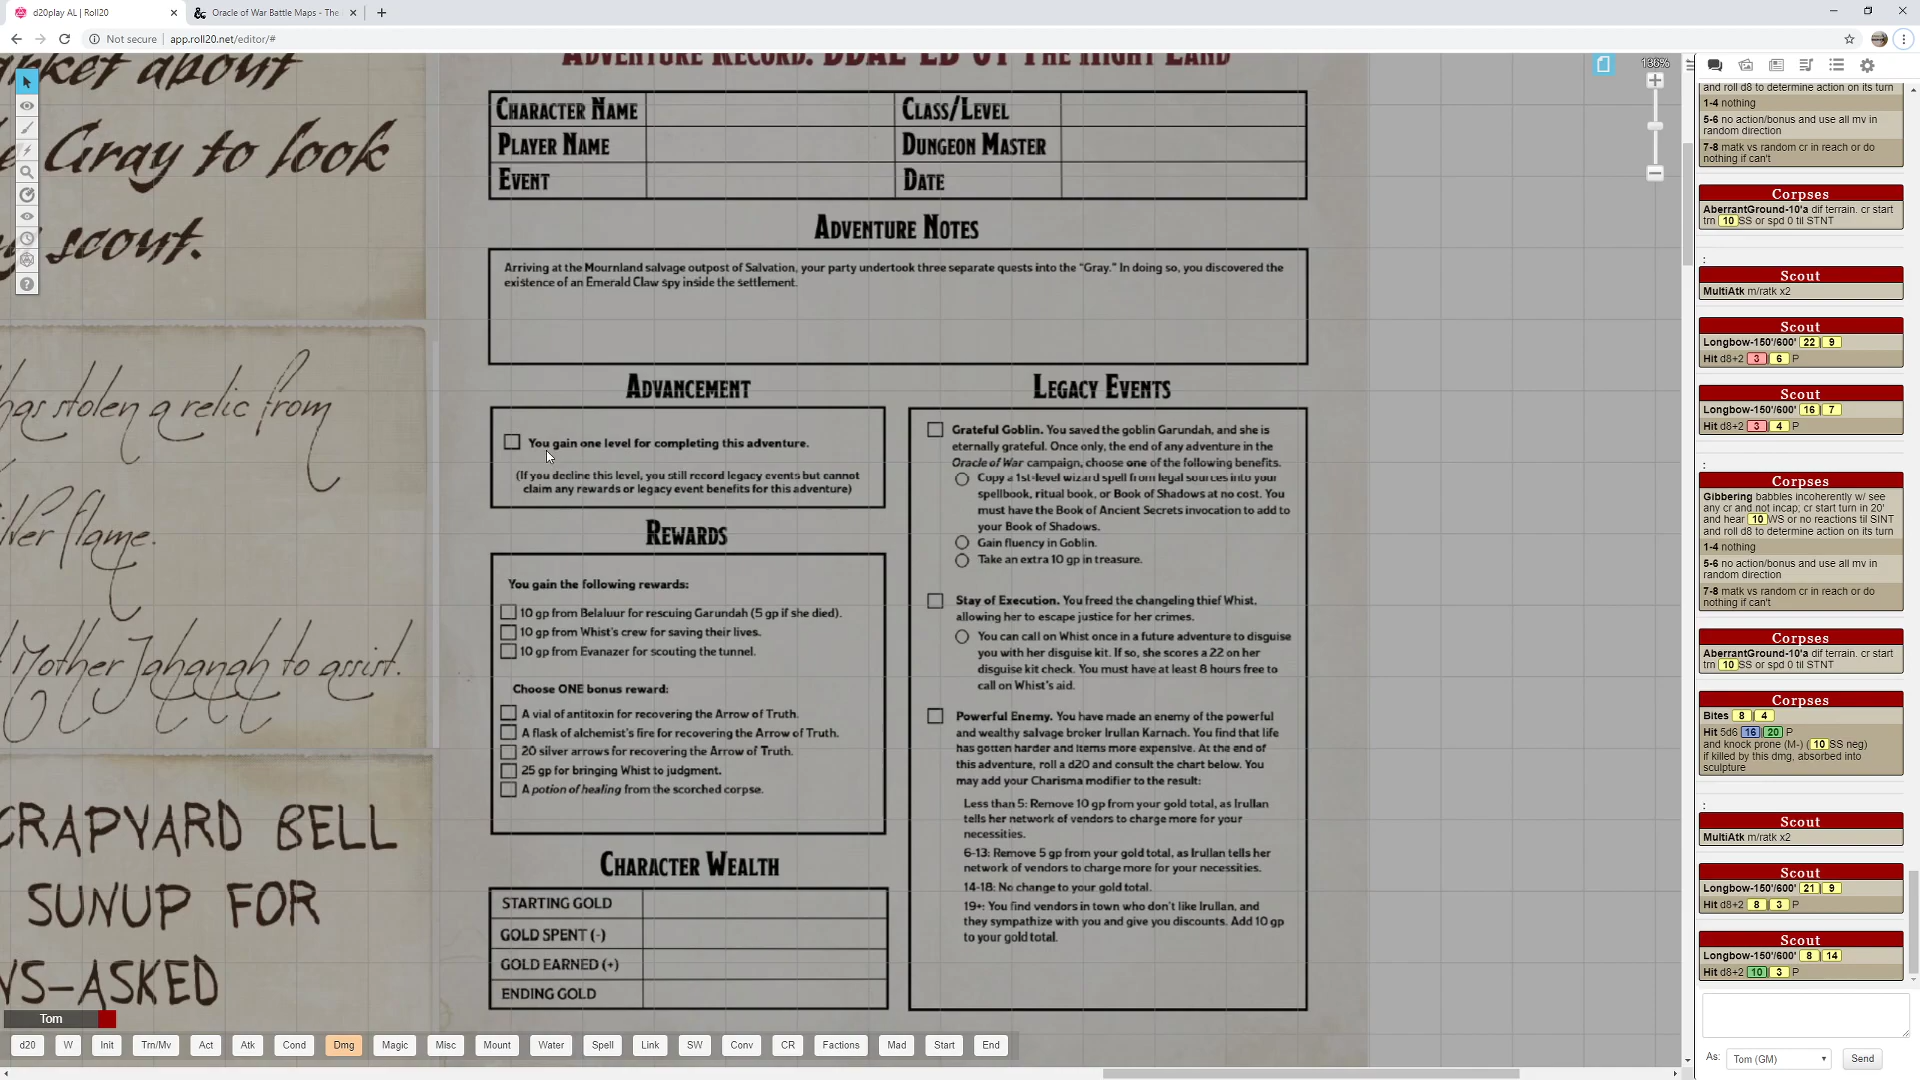 d20play AL | Roll20
Oracle of War Battle Maps - The
Not secure
app.roll20.net/editor/#
arket about
Gray to look
scout.
has stolen a relic from
flame.
Mother Jahanah to assist.
CRAPYARD BELL
SUNUP FOR
WS-ASKED
Adventure Record: DDAL-EB-01 The Night Land
Character Name
Class/Level
Player Name
Dungeon Master
Event
Date
Adventure Notes
Arriving at the Mournland salvage outpost of Salvation, your party undertook three separate quests into the "Gray." In doing so, you discovered the
existence of an Emerald Claw spy inside the settlement.
Advancement
You gain one level for completing this adventure.
(If you decline this level, you still record legacy events but cannot
claim any rewards or legacy event benefits for this adventure)
Rewards
You gain the following rewards:
10 gp from Belaluur for rescuing Garundah (5 gp if she died).
10 gp from Whist's crew for saving their lives.
10 gp from Evanazer for scouting the tunnel.
Choose ONE bonus reward:
A vial of antitoxin for recovering the Arrow of Truth.
A flask of alchemist's fire for recovering the Arrow of Truth.
20 silver arrows for recovering the Arrow of Truth.
25 gp for bringing Whist to judgment.
A potion of healing from the scorched corpse.
Character Wealth
STARTING GOLD
GOLD SPENT (-)
GOLD EARNED (+)
ENDING GOLD
Legacy Events
Grateful Goblin. You saved the goblin Garundah, and she is
eternally grateful. Once only, the end of any adventure in the
Oracle of War campaign, choose one of the following benefits.
Copy a 1st-level wizard spell from legal sources into your
spellbook, ritual book, or Book of Shadows at no cost. You
must have the Book of Ancient Secrets invocation to add to
your Book of Shadows.
Gain fluency in Goblin.
Take an extra 10 gp in treasure.
Stay of Execution. You freed the changeling thief Whist,
allowing her to escape justice for her crimes.
You can call on Whist once in a future adventure to disguise
you with her disguise kit. If so, she scores a 22 on her
disguise kit check. You must have at least 8 hours free to
call on Whist's aid.
Powerful Enemy. You have made an enemy of the powerful
and wealthy salvage broker Irullan Karnach. You find that life
has gotten harder and items more expensive. At the end of
this adventure, roll a d20 and consult the chart below. You
may add your Charisma modifier to the result:
Less than 5: Remove 10 gp from your gold total, as Irullan
tells her network of vendors to charge more for your
necessities.
6-13: Remove 5 gp from your gold total, as Irullan tells her
network of vendors to charge more for your necessities.
14-18: No change to your gold total.
19+: You find vendors in town who don't like Irullan, and
they sympathize with you and give you discounts. Add 10 gp
to your gold total.
136%
Tom
d20 W Init Trn/Mv Act Atk Cond Dmg Magic Misc Mount Water Spell Link SW Conv CR Factions Mad Start End
and roll d8 to determine action on its turn
1-4 nothing
5-6 no action/bonus and use all mv in
random direction
7-8 matk vs random cr in reach or do
nothing if can't
Corpses
AberrantGround-10'a dif terrain. cr start
trn 10 SS or spd 0 til STNT
:
Scout
MultiAtk m/ratk x2
Scout
Longbow-150'/600' 22 9
Hit d8+2 3 6 P
Scout
Longbow-150'/600' 16 7
Hit d8+2 3 4 P
:
Corpses
Gibbering babbles incoherently w/ see
any cr and not incap; cr start turn in 20'
and hear 10 WS or no reactions til SINT
and roll d8 to determine action on its turn
1-4 nothing
5-6 no action/bonus and use all mv in
random direction
7-8 matk vs random cr in reach or do
nothing if can't
Corpses
AberrantGround-10'a dif terrain. cr start
trn 10 SS or spd 0 til STNT
Corpses
Bites 8 4
Hit 5d6 16 20 P
and knock prone (M-) (10 SS neg)
if killed by this dmg, absorbed into
sculpture
:
Scout
MultiAtk m/ratk x2
Scout
Longbow-150'/600' 21 9
Hit d8+2 8 3 P
Scout
Longbow-150'/600' 8 14
Hit d8+2 10 3 P
As: Tom (GM) Send